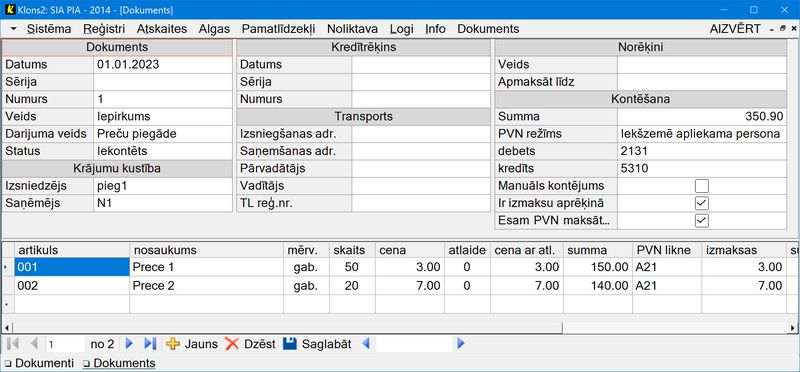 Klons2: SIA PIA - 2014 - [Dokuments]
Sistēma Reģistri Atskaites Algas Pamatlīdzekļi Noliktava Logi Info Dokuments AIZVĒRT
Dokuments Kredītrēķins Norēķini
Datums 01.01.2023 Datums Veids
Sērija Sērija Apmaksāt līdz
Numurs 1 Numurs Kontēšana
Veids Iepirkums Transports Summa 350.90
Darījuma veids Preču piegāde Izsniegšanas adr. PVN režīms Iekšzemē apliekama persona
Status Iekontēts Saņemšanas adr. debets 2131
Krājumu kustība Pārvadātājs kredīts 5310
Izsniedzējs pieg1 Vadītājs Manuāls kontējums
Saņēmējs N1 TL reģ.nr. Ir izmaksu aprēķinā
Esam PVN maksāt...
artikuls nosaukums mērv. skaits cena atlaide cena ar atl. summa PVN likne izmaksas su
001 Prece 1 gab. 50 3.00 0 3.00 150.00 A21 3.00
002 Prece 2 gab. 20 7.00 0 7.00 140.00 A21 7.00
1 no 2 Jauns Dzēst Saglabāt
Dokumenti Dokuments